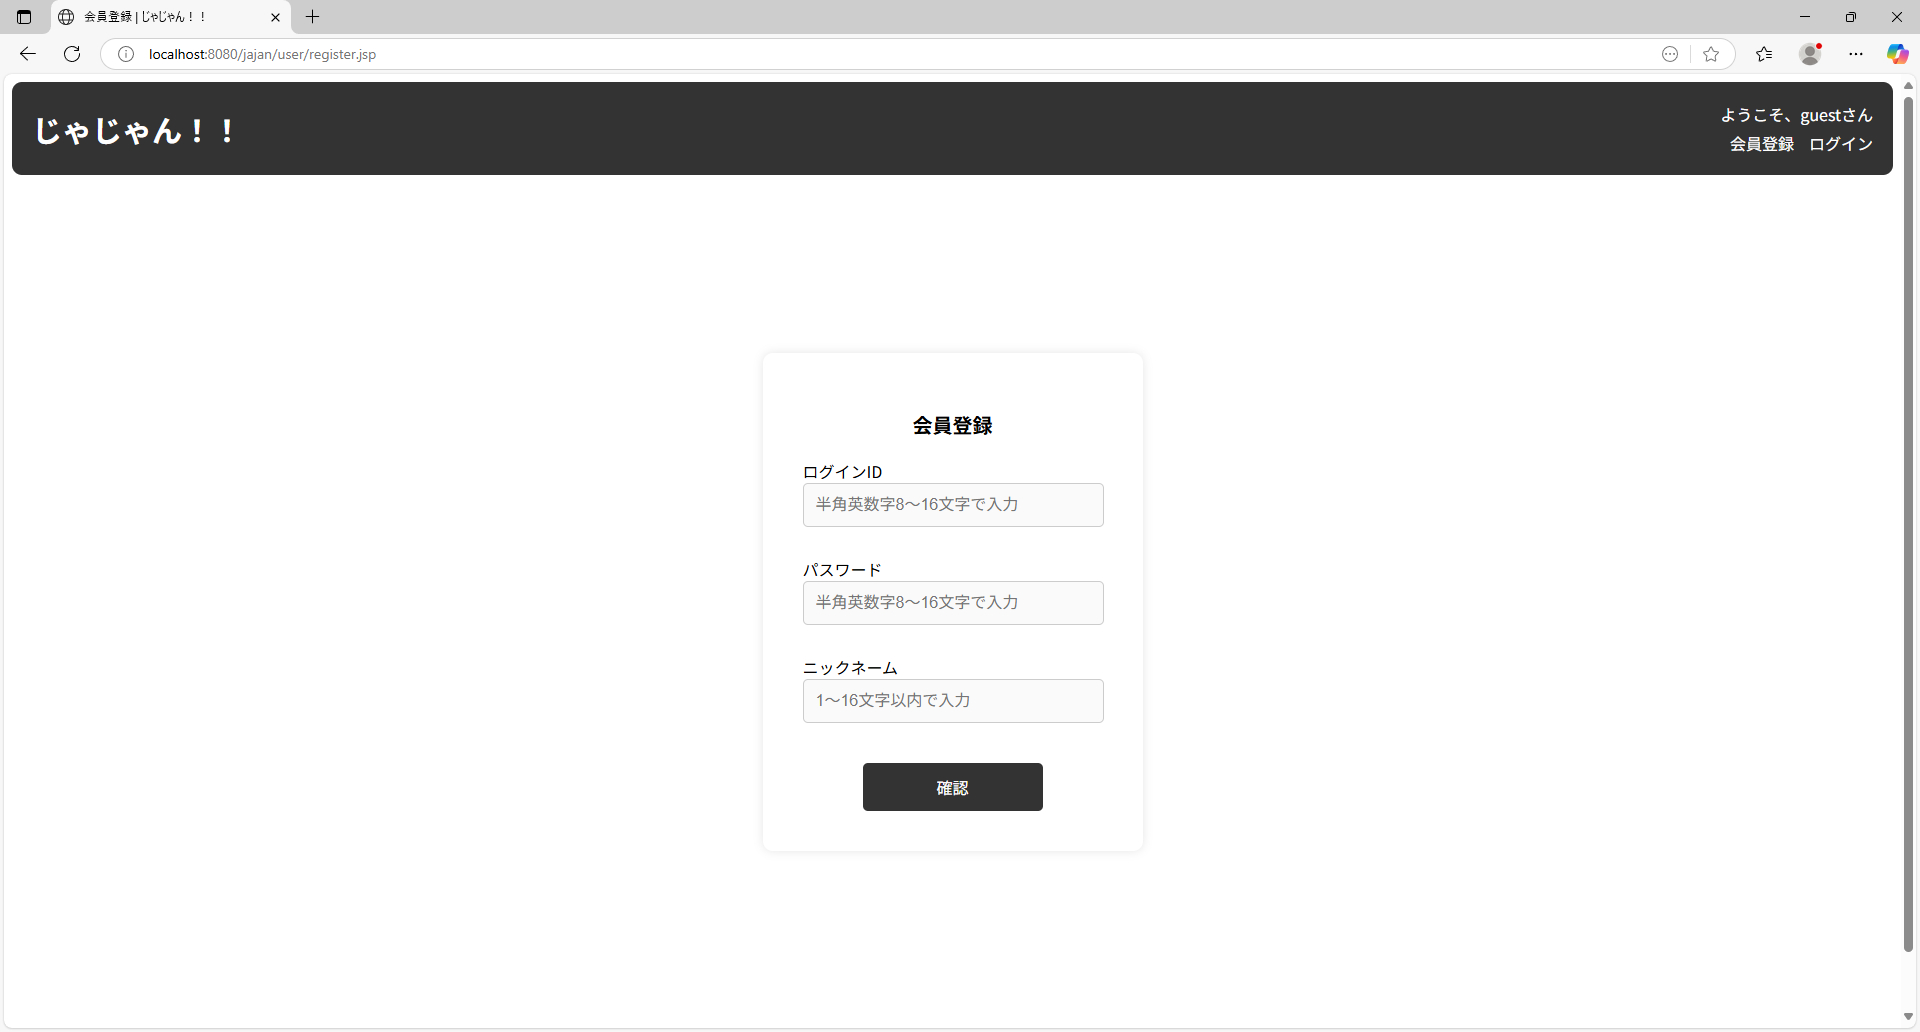 会員登録 | じゃじゃん！！
localhost:8080/jajan/user/register.jsp
じゃじゃん！！
ようこそ、guestさん
会員登録 ログイン
会員登録
ログインID
半角英数字8～16文字で入力
パスワード
半角英数字8～16文字で入力
ニックネーム
1～16文字以内で入力
確認